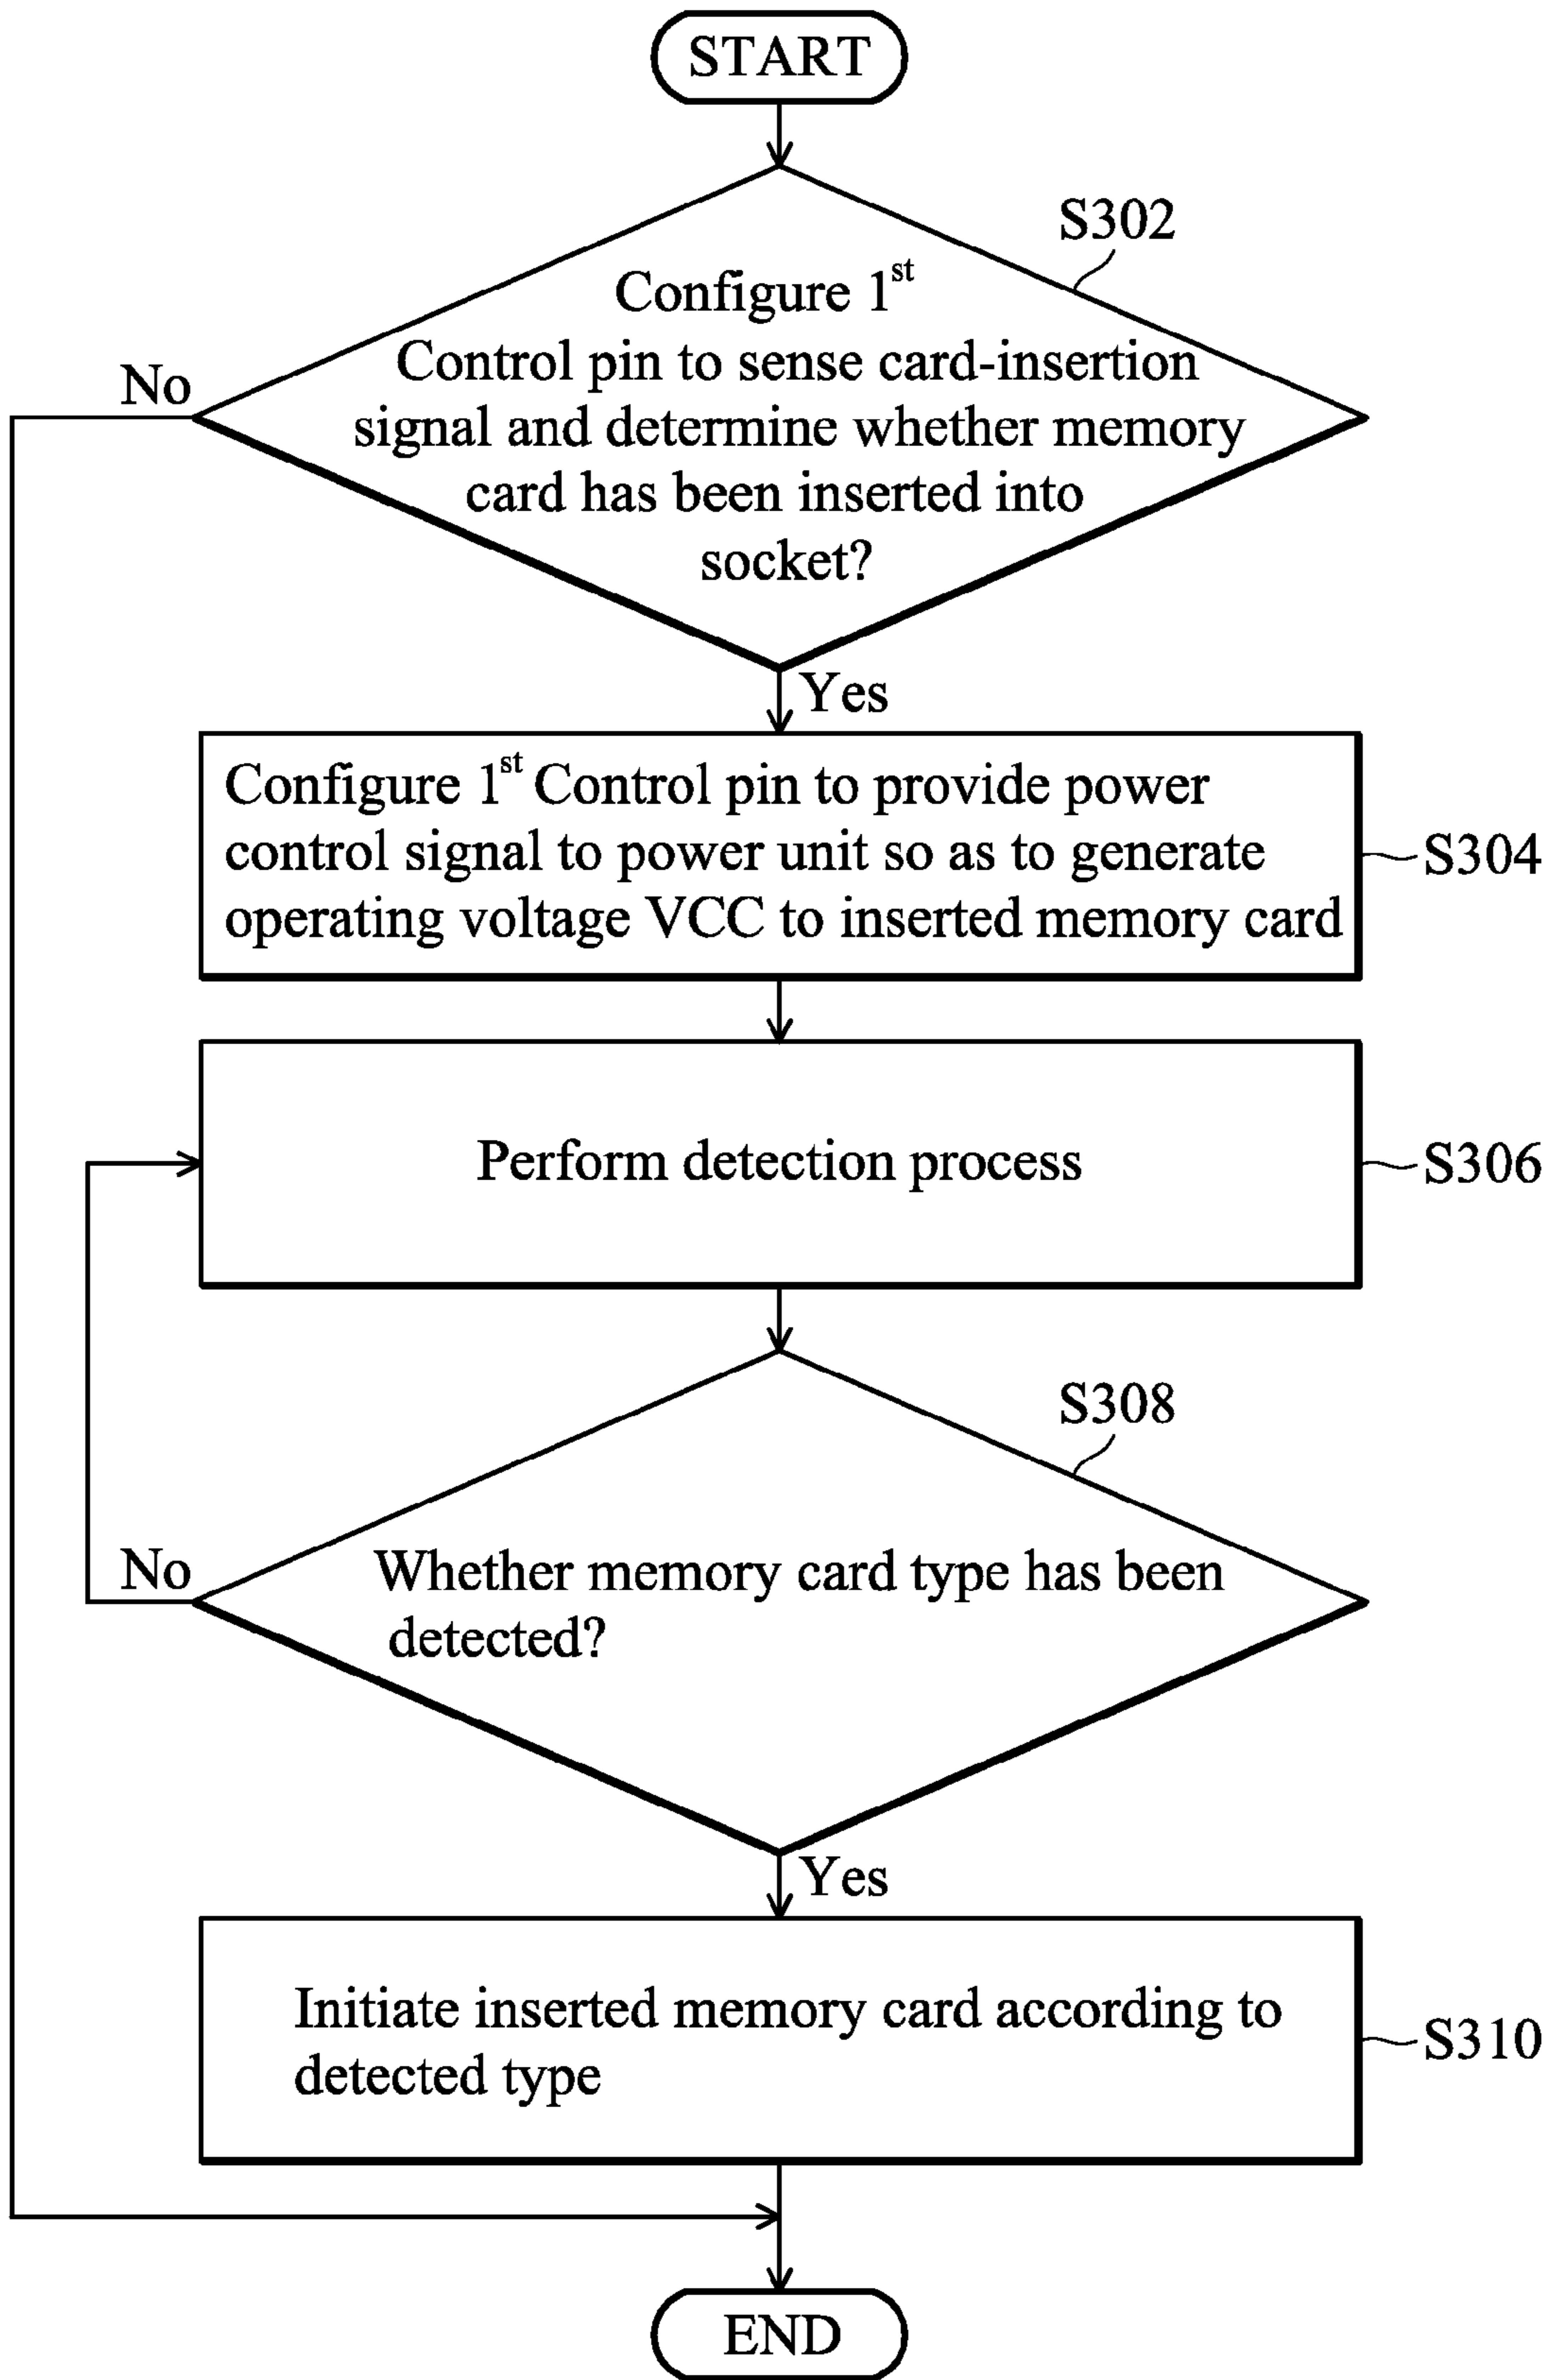 START
S302
Configure 1st
Control pin to sense card-insertion
signal and determine whether memory
card has been inserted into
socket?
No
Yes
Configure 1st Control pin to provide power
control signal to power unit so as to generate
operating voltage VCC to inserted memory card
S304
Perform detection process
S306
S308
Whether memory card type has been
detected?
No
Yes
Initiate inserted memory card according to
detected type
S310
END